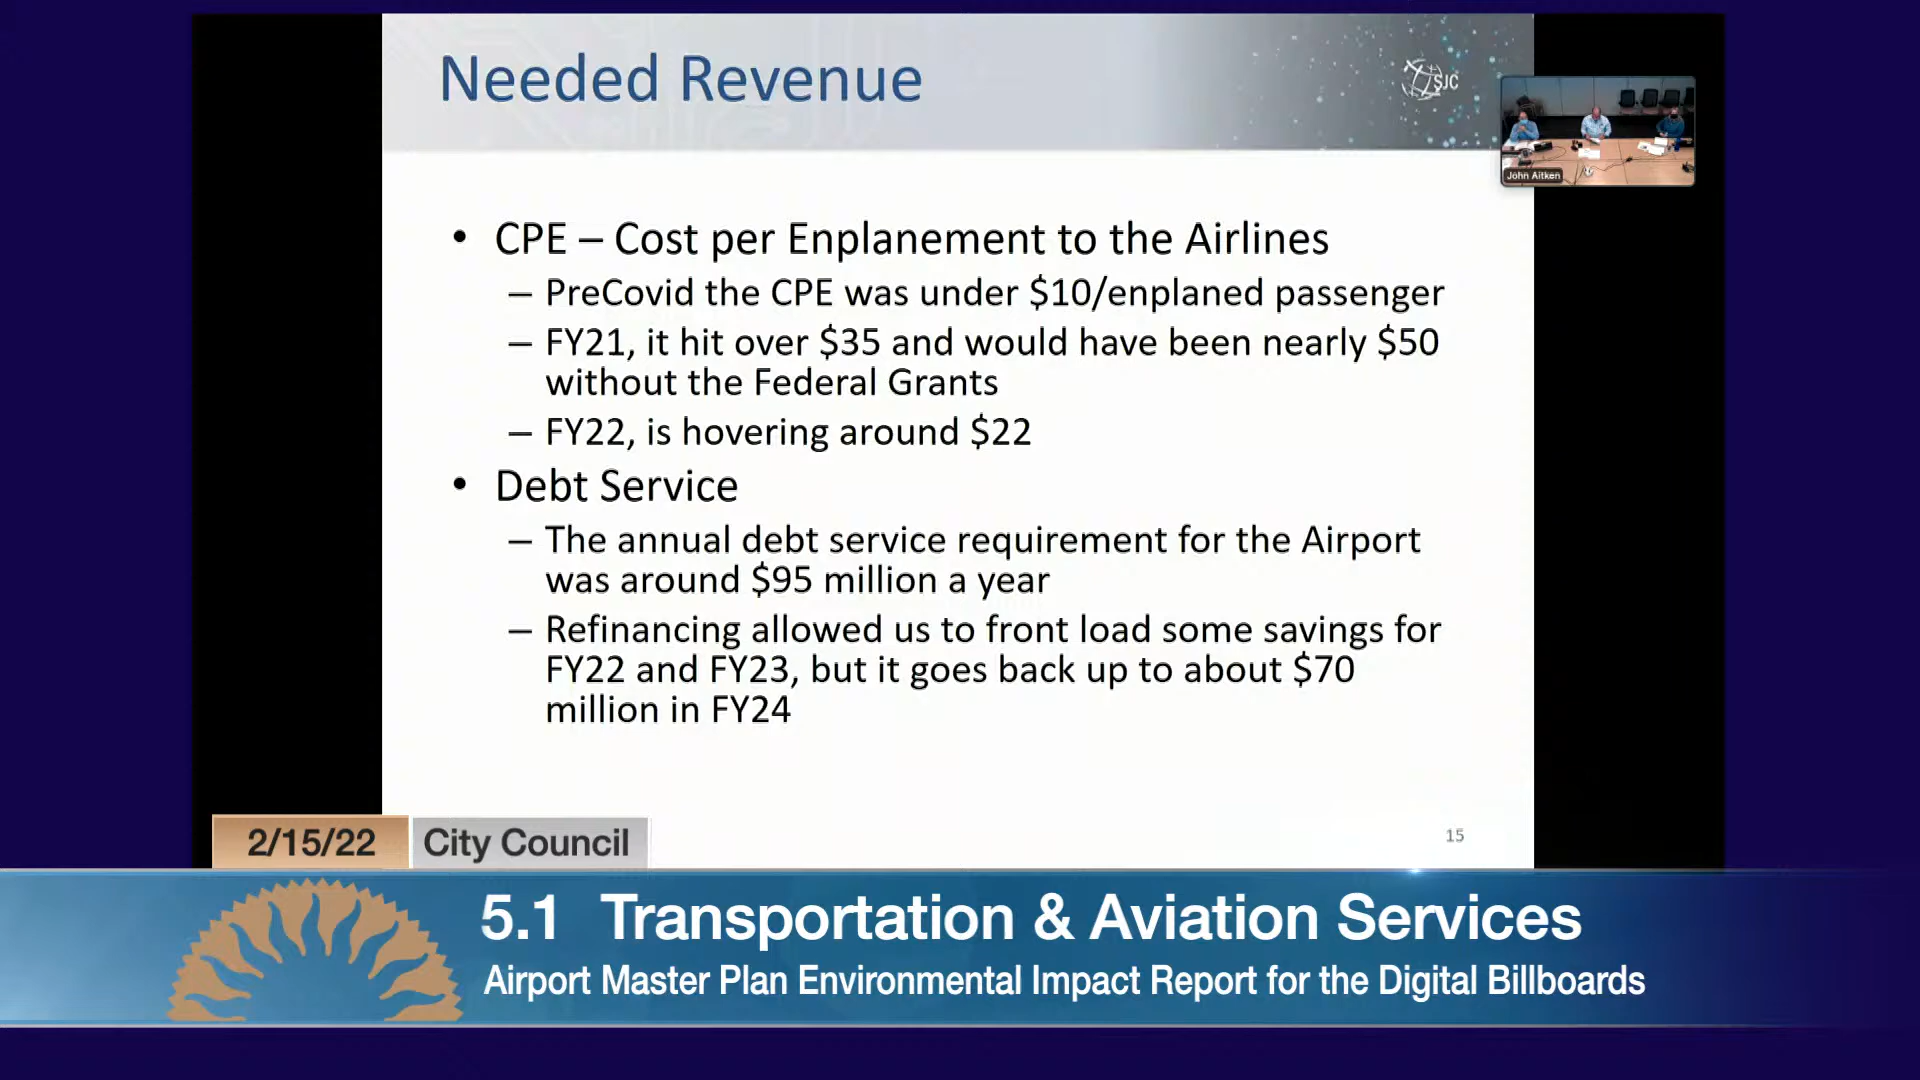 Needed Revenue
SJC
John Aitken
• CPE – Cost per Enplanement to the Airlines
– PreCovid the CPE was under $10/enplaned passenger
– FY21, it hit over $35 and would have been nearly $50
without the Federal Grants
– FY22, is hovering around $22
• Debt Service
– The annual debt service requirement for the Airport
was around $95 million a year
– Refinancing allowed us to front load some savings for
FY22 and FY23, but it goes back up to about $70
million in FY24
15
2/15/22 City Council
5.1 Transportation & Aviation Services
Airport Master Plan Environmental Impact Report for the Digital Billboards